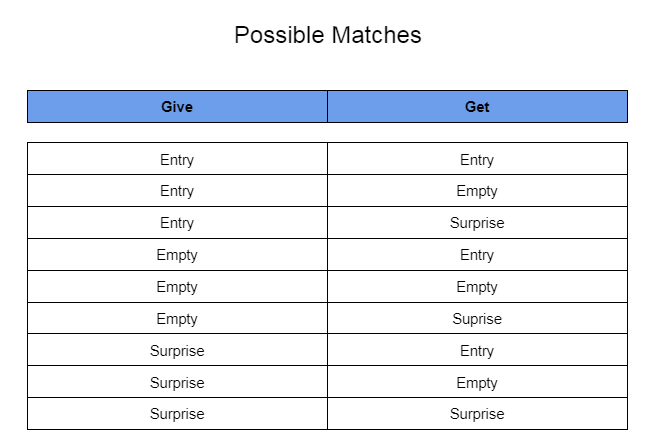 Possible Matches
Give Get
Entry Entry
Entry Empty
Entry Surprise
Empty Entry
Empty Empty
Empty Suprise
Surprise Entry
Surprise Empty
Surprise Surprise